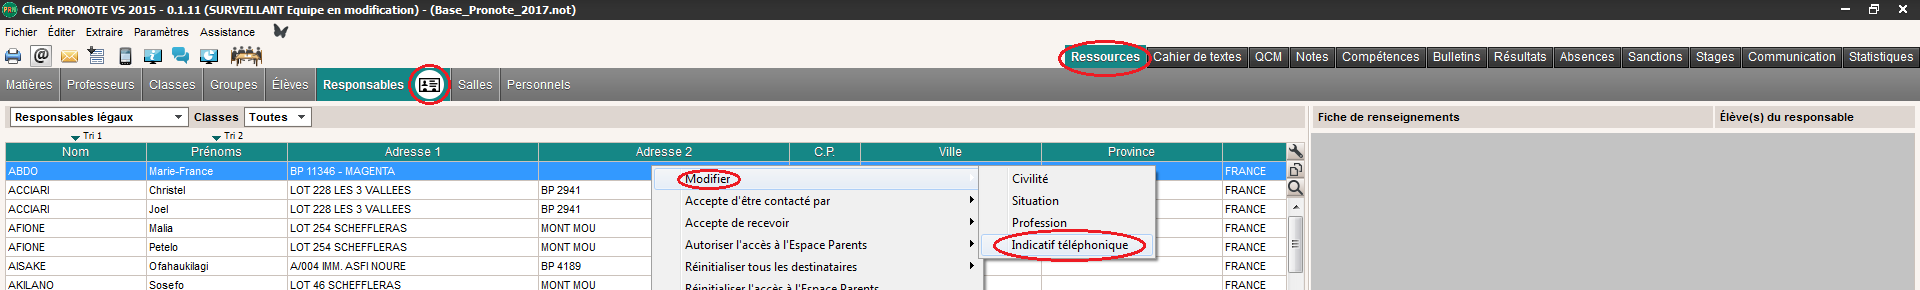 Client PRONOTE VS 2015 - 0.1.11 (SURVEILLANT Equipe en modification) - (Base_Pronote_2017.not)
Fichier Éditer Extraire Paramètres Assistance
Ressources Cahier de textes QCM Notes Compétences Bulletins Résultats Absences Sanctions Stages Communication Statistiques
Matières Professeurs Classes Groupes Élèves Responsables Salles Personnels
Responsables légaux Classes Toutes Fiche de renseignements Élève(s) du responsable
Tri 1 Tri 2
Nom Prénoms Adresse 1 Adresse 2 C.P. Ville Province
ABDO Marie-France BP 11346 - MAGENTA Modifier Civilité FRANCE
ACCIARI Christel LOT 228 LES 3 VALLEES BP 2941 Accepte d'être contacté par Situation FRANCE
ACCIARI Joel LOT 228 LES 3 VALLEES BP 2941 Accepte de recevoir Profession FRANCE
AFIONE Malia LOT 254 SCHEFFLERAS MONT MOU Autoriser l'accès à l'Espace Parents Indicatif téléphonique FRANCE
AFIONE Petelo LOT 254 SCHEFFLERAS MONT MOU FRANCE
AISAKE Ofahaukilagi A/004 IMM. ASFI NOURE BP 4189 Réinitialiser tous les destinataires FRANCE
AKILANO Sosefo LOT 46 SCHEFFLERAS MONT MOU Réinitialiser l'accès à l'Espace Parents FRANCE